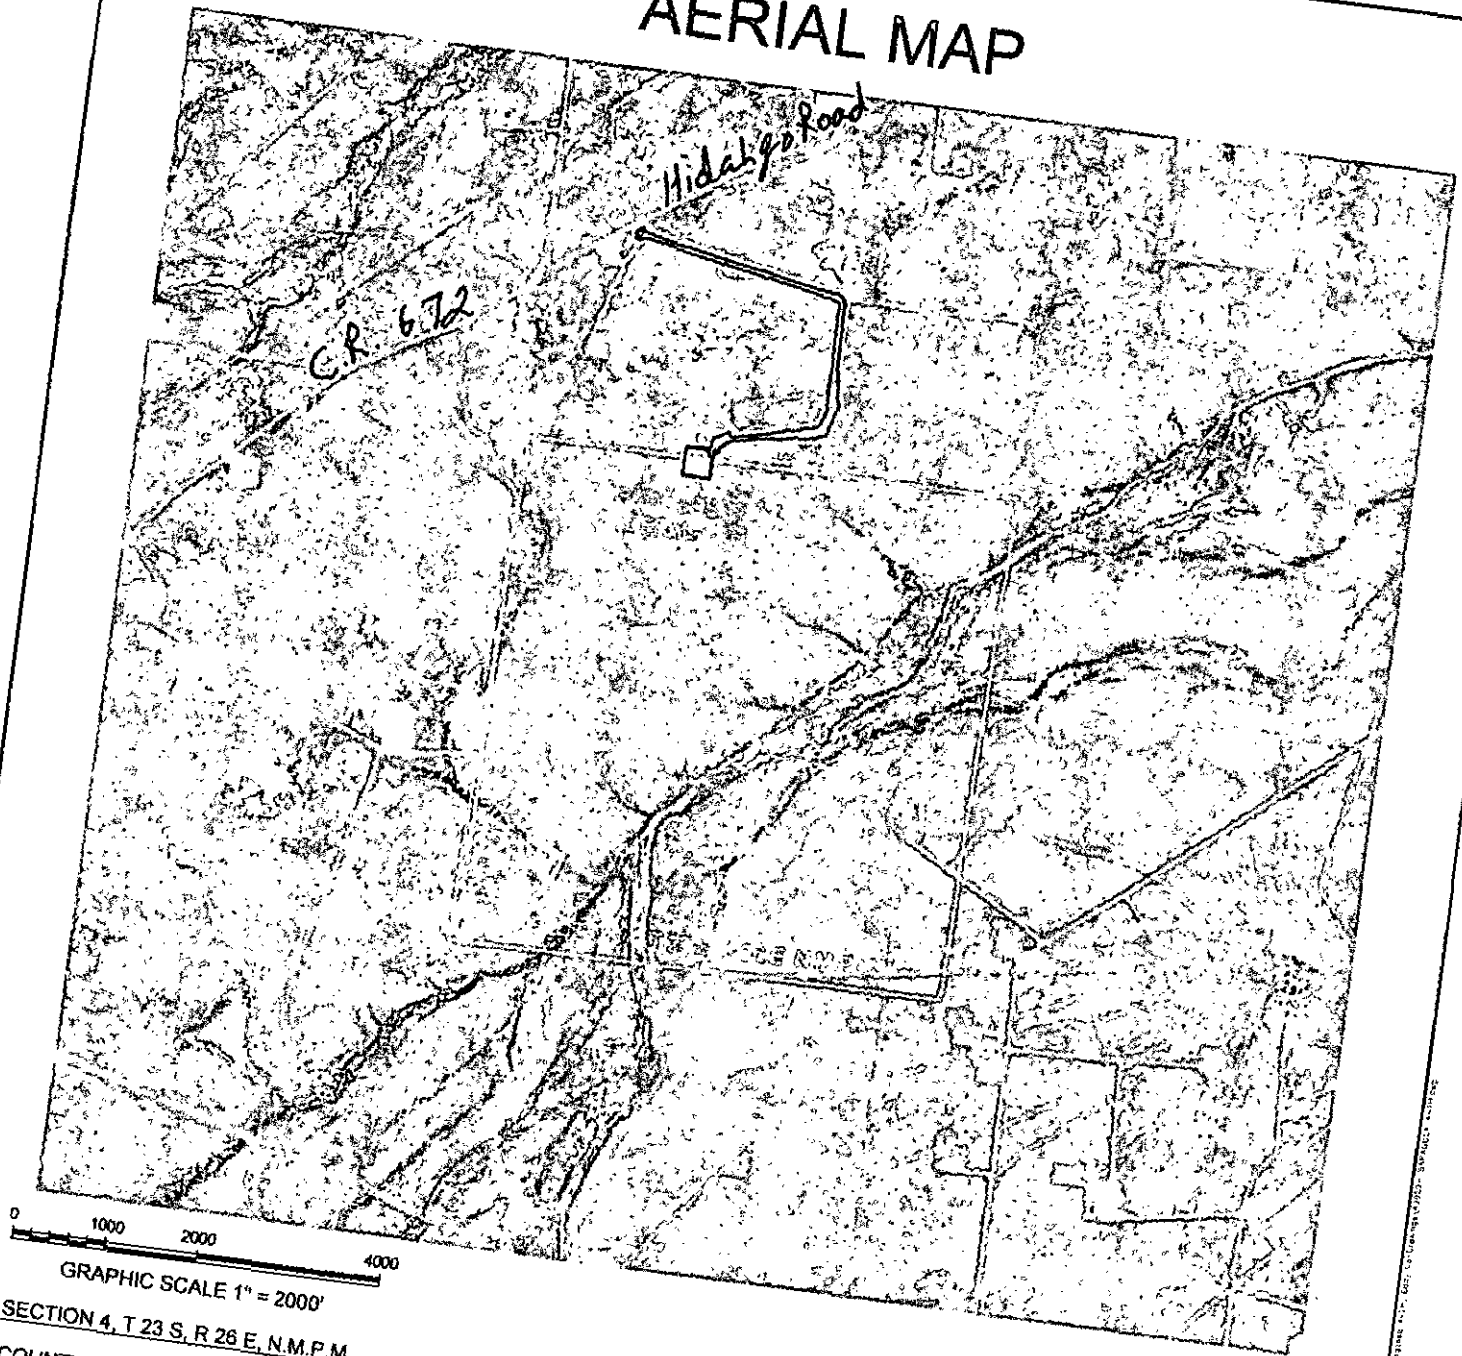 AERIAL MAP
Hidalgo Road
C.R 672
0 1000 2000 4000
GRAPHIC SCALE 1" = 2000'
SECTION 4, T 23 S, R 26 E, N.M.P.M.